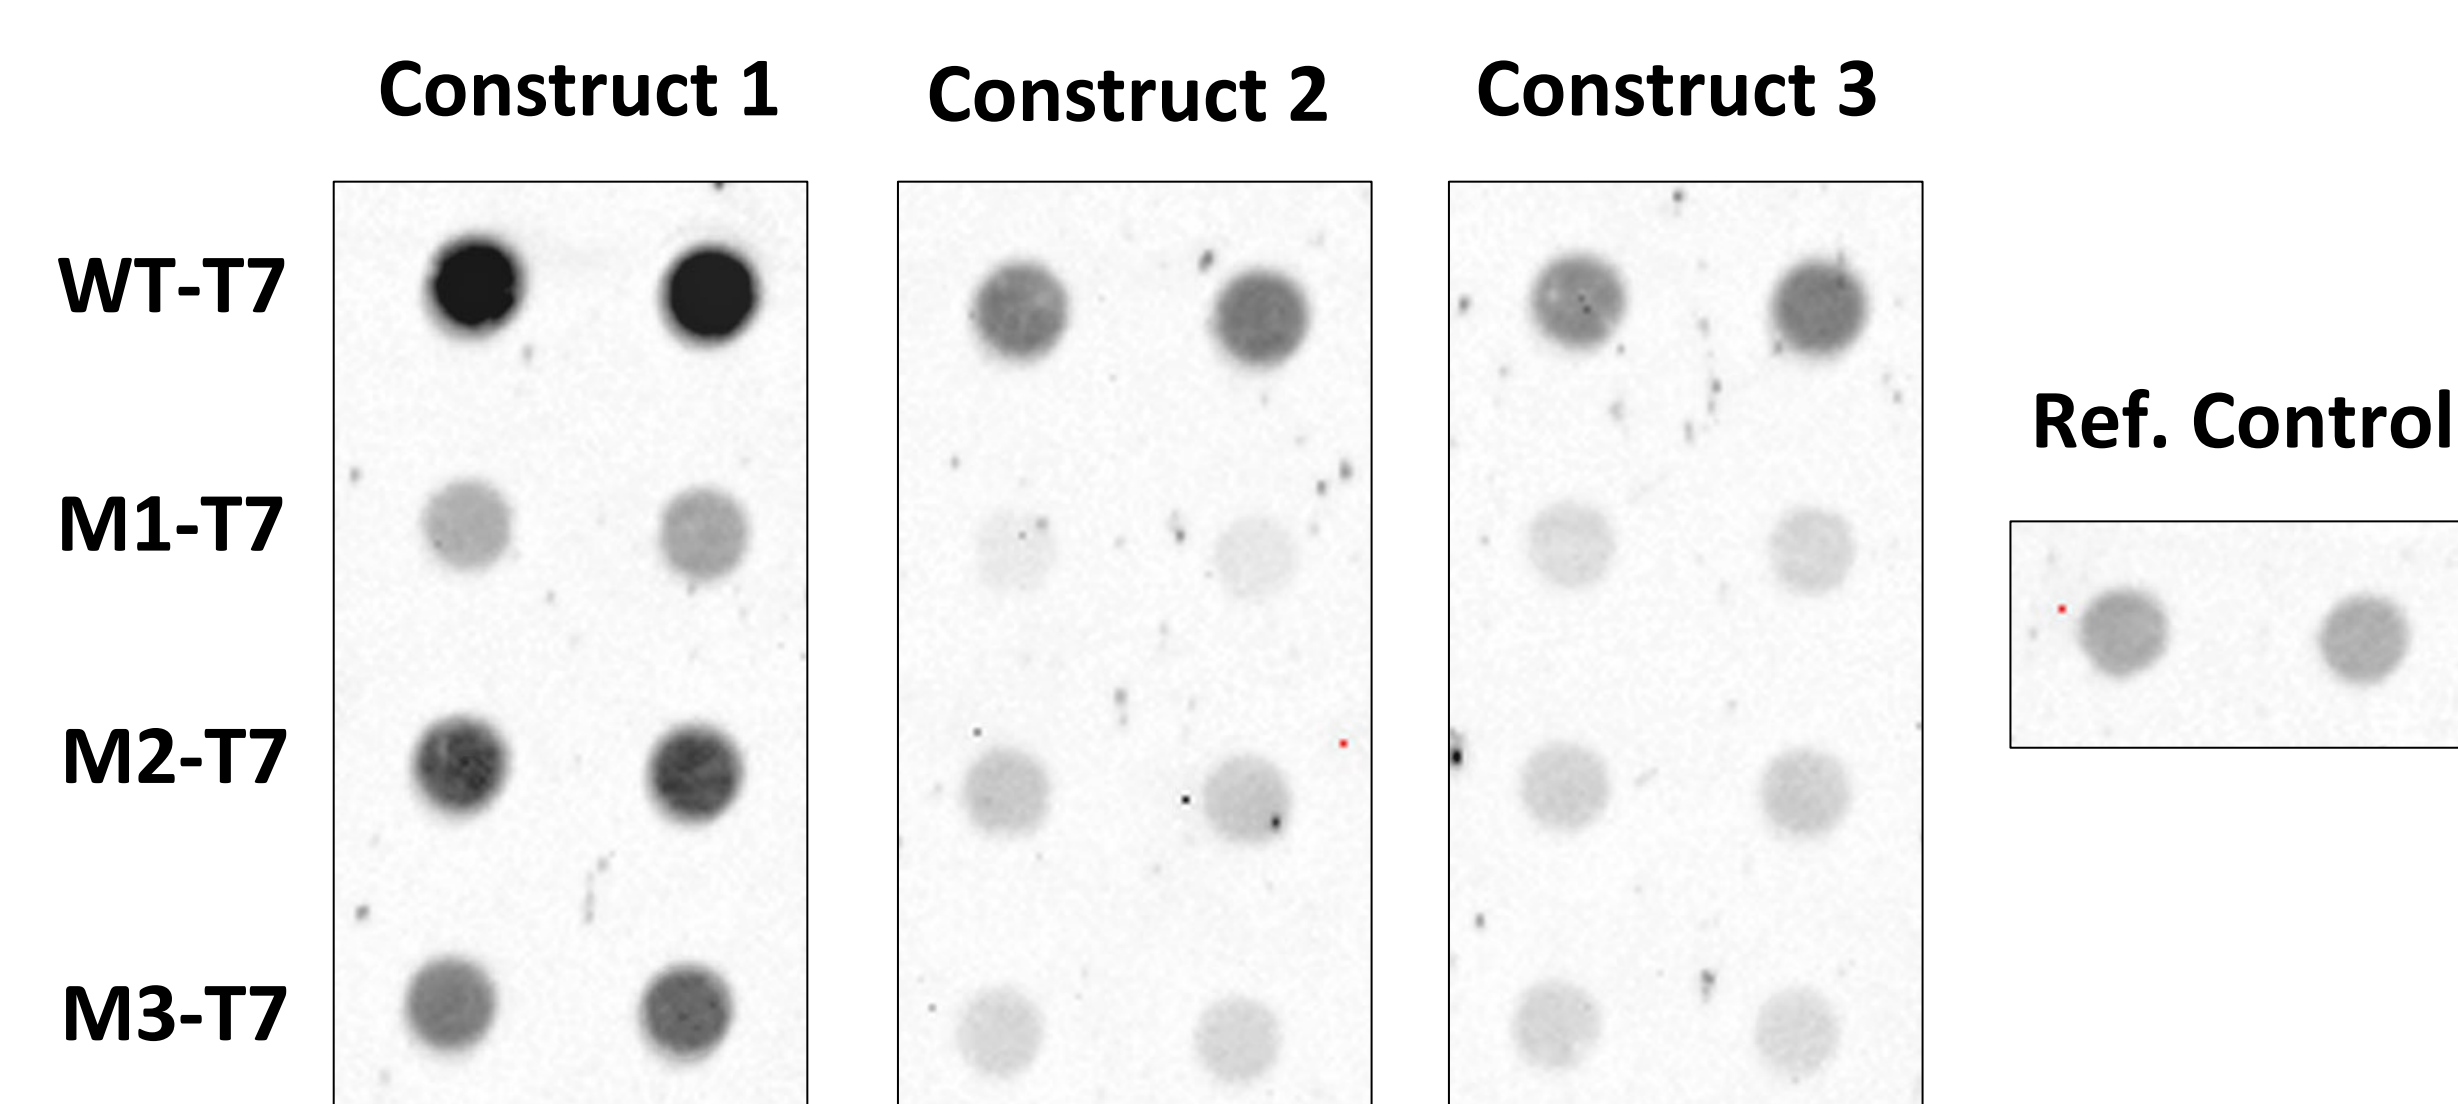 Construct 1
Construct 2
Construct 3
WT-T7
M1-T7
M2-T7
M3-T7
Ref. Control